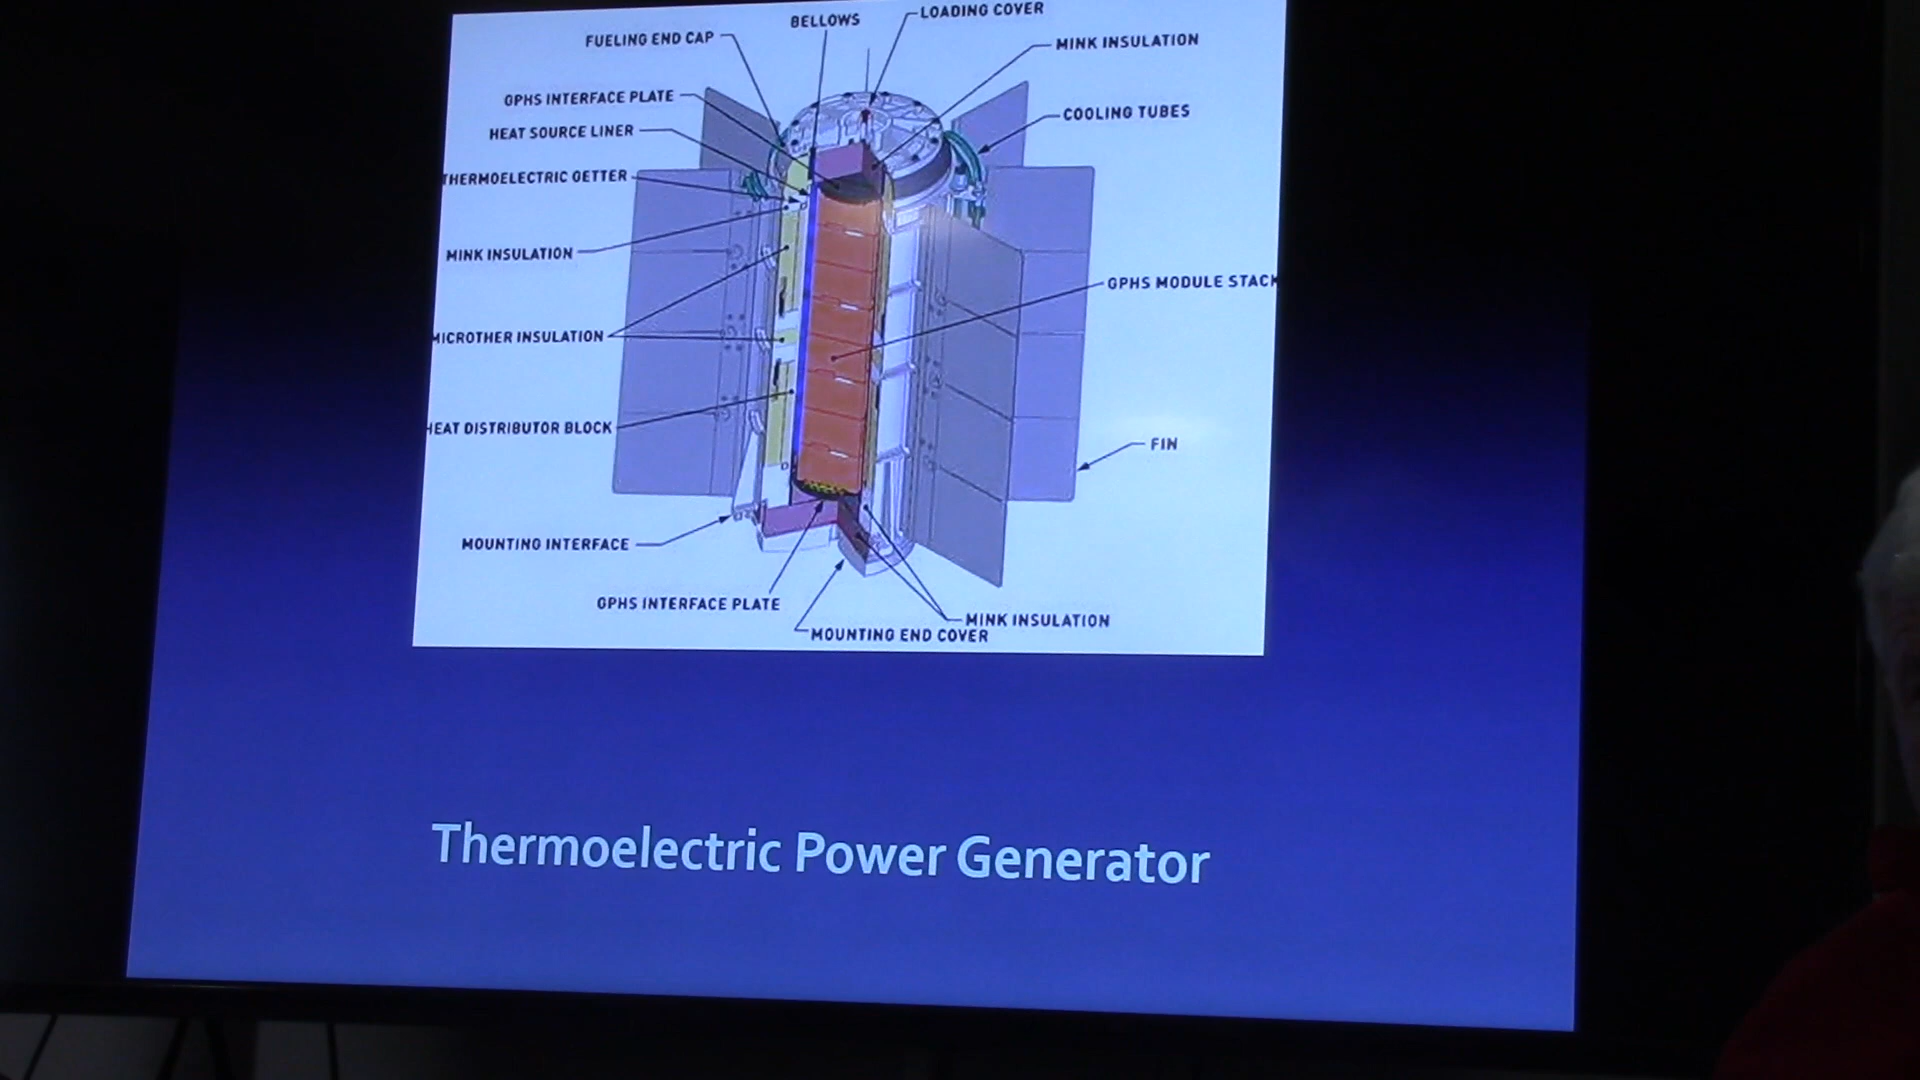 BELLOWS
LOADING COVER
FUELING END CAP
MINK INSULATION
GPHS INTERFACE PLATE
COOLING TUBES
HEAT SOURCE LINER
THERMOELECTRIC GETTER
MINK INSULATION
GPHS MODULE STACK
MICROTHER INSULATION
HEAT DISTRIBUTOR BLOCK
FIN
MOUNTING INTERFACE
GPHS INTERFACE PLATE
MINK INSULATION
MOUNTING END COVER
Thermoelectric Power Generator